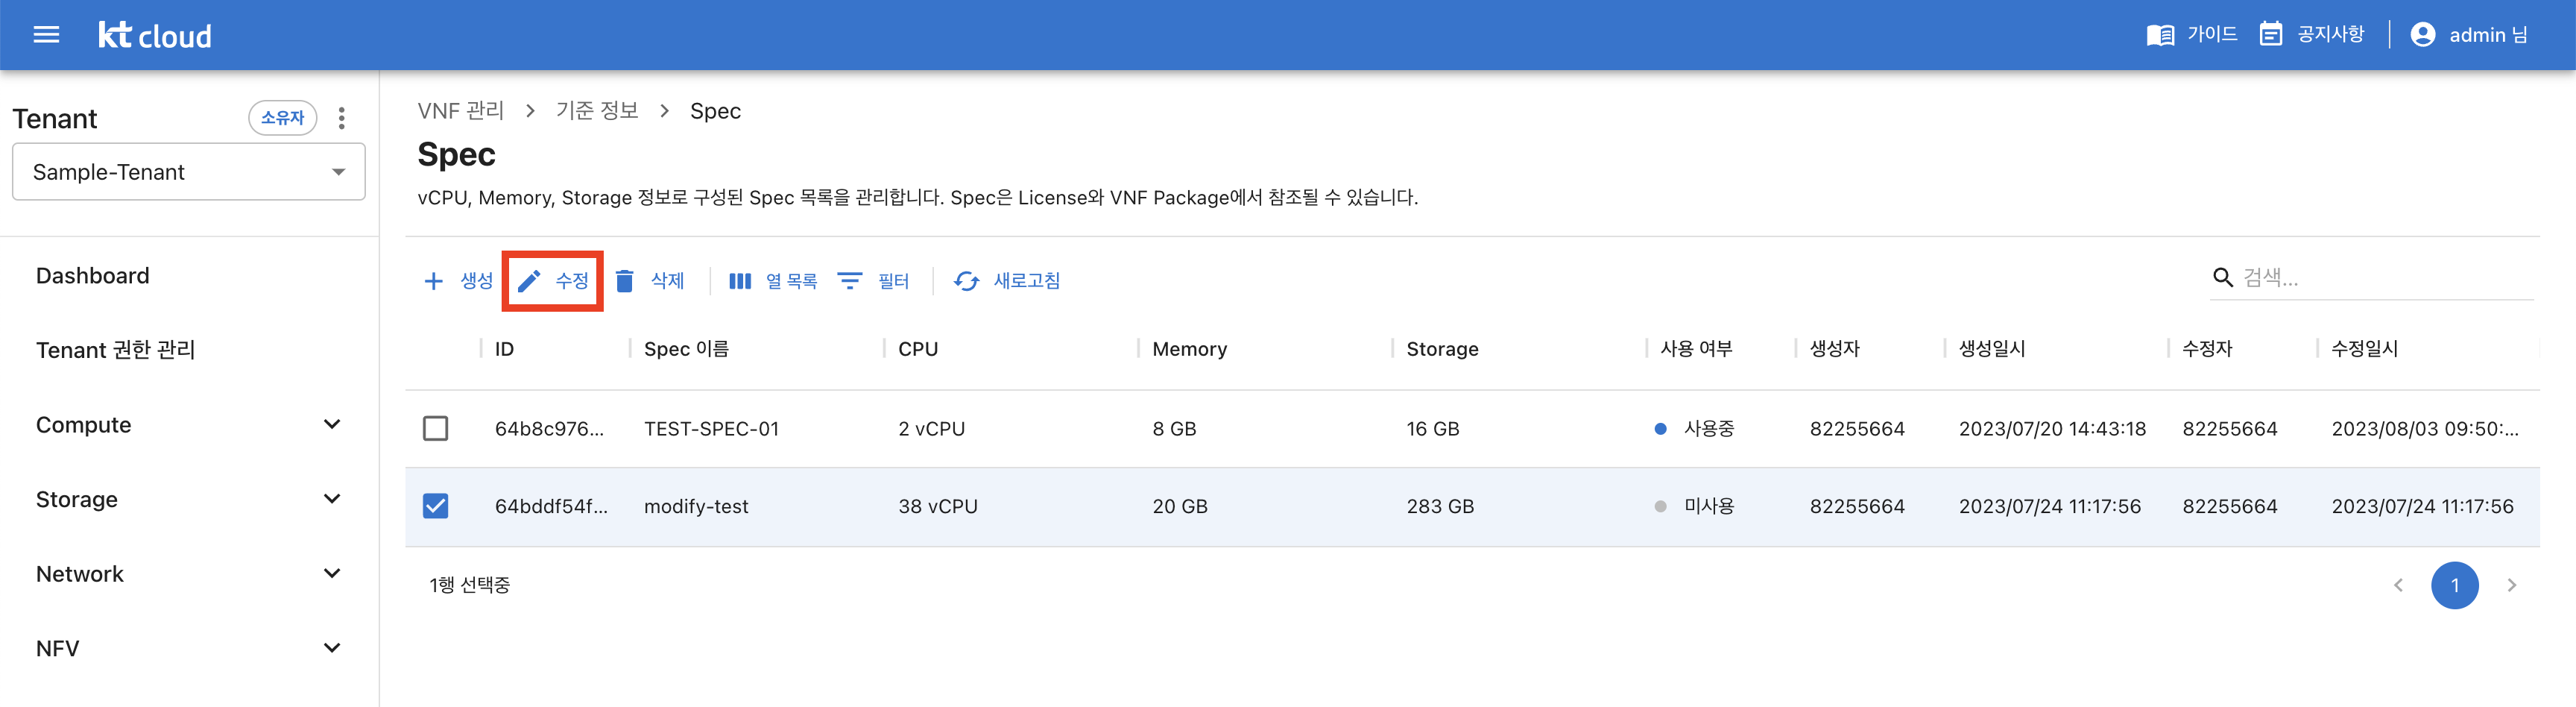 kt cloud
가이드 공지사항 admin 님
Tenant 소유자
Sample-Tenant
Dashboard
Tenant 권한 관리
Compute
Storage
Network
NFV
VNF 관리 > 기준 정보 > Spec
Spec
vCPU, Memory, Storage 정보로 구성된 Spec 목록을 관리합니다. Spec은 License와 VNF Package에서 참조될 수 있습니다.
생성 수정 삭제 열 목록 필터 새로고침 검색...
ID Spec 이름 CPU Memory Storage 사용 여부 생성자 생성일시 수정자 수정일시
64b8c976... TEST-SPEC-01 2 vCPU 8 GB 16 GB 사용중 82255664 2023/07/20 14:43:18 82255664 2023/08/03 09:50:...
64bddf54f... modify-test 38 vCPU 20 GB 283 GB 미사용 82255664 2023/07/24 11:17:56 82255664 2023/07/24 11:17:56
1행 선택중 1